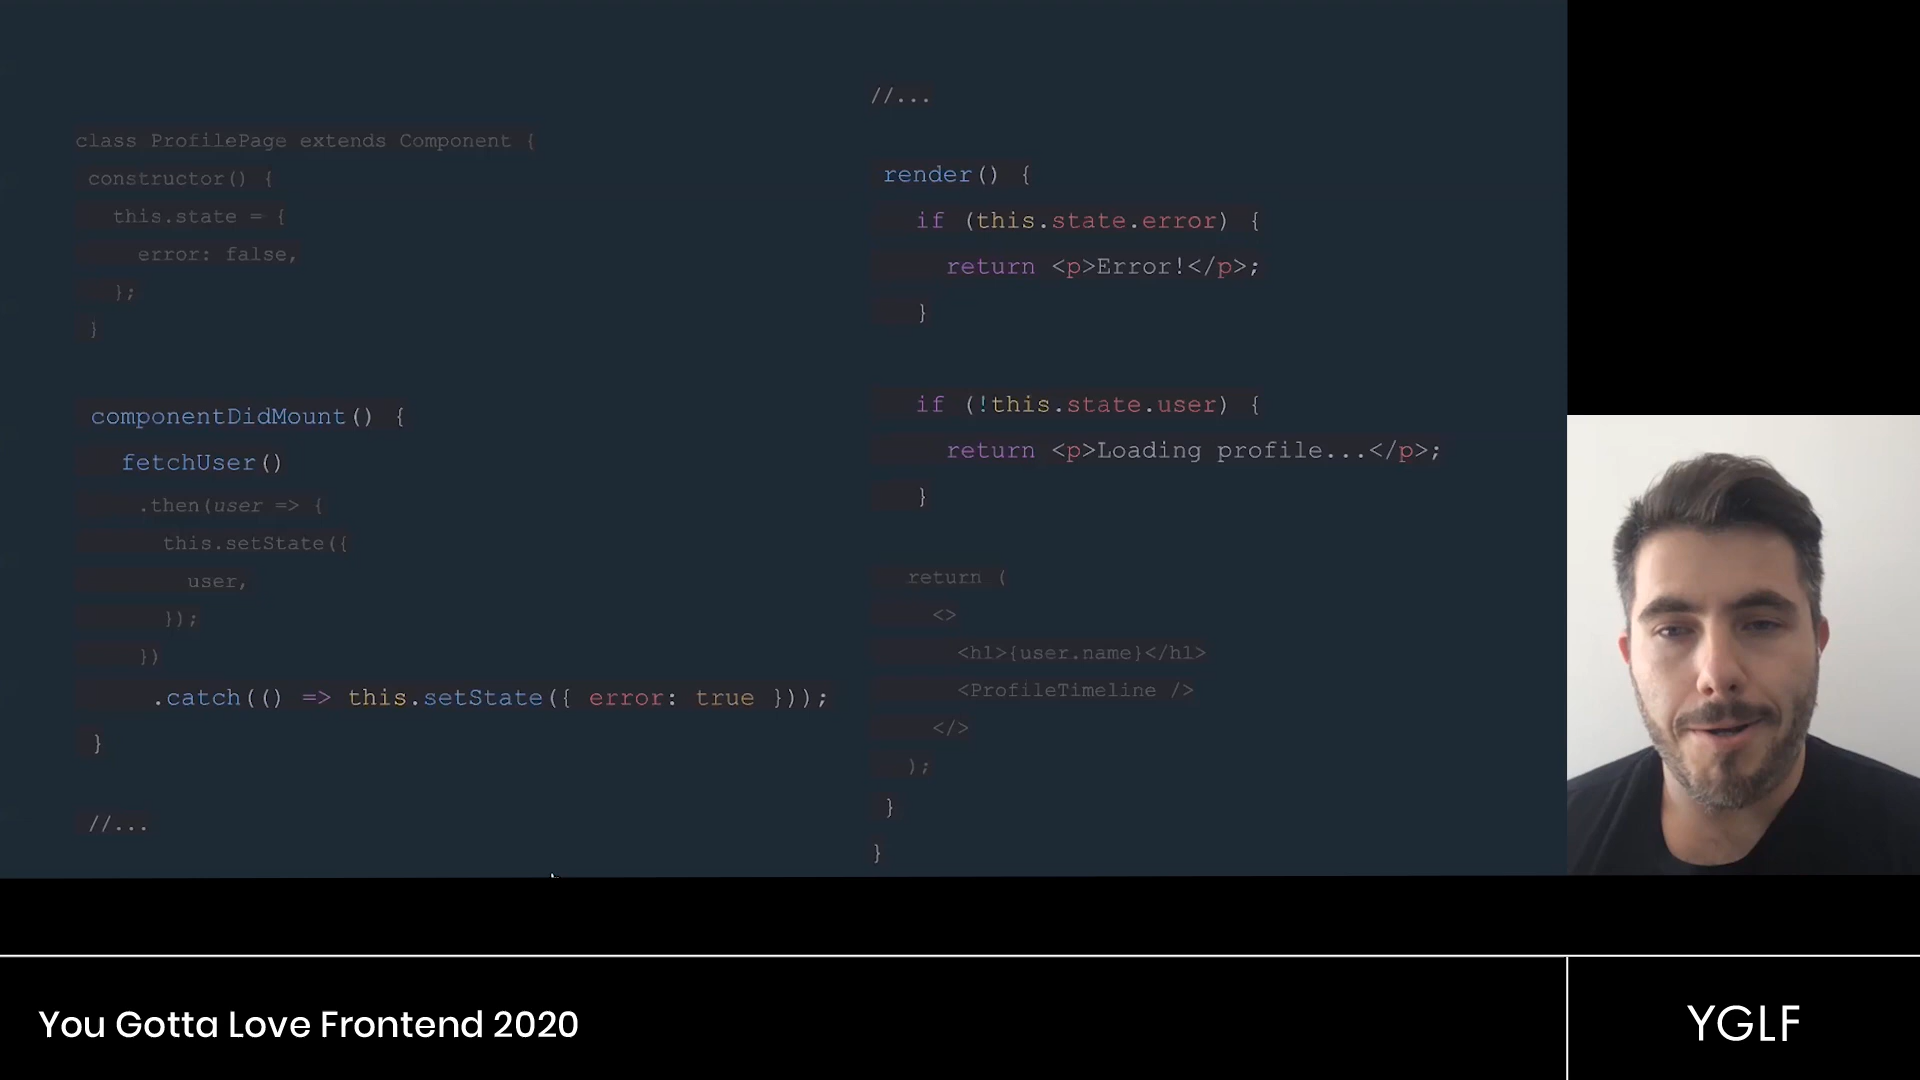 class ProfilePage extends Component {
constructor() {
this.state = {
error: false,
};
}
componentDidMount() {
fetchUser()
.then(user => {
this.setState({
user,
});
})
.catch(() => this.setState({ error: true }));
}
//...
//...
render() {
if (this.state.error) {
return <p>Error!</p>;
}
if (!this.state.user) {
return <p>Loading profile...</p>;
}
return (
<>
<h1>{user.name}</h1>
<ProfileTimeline />
</>
);
}
}
You Gotta Love Frontend 2020
YGLF